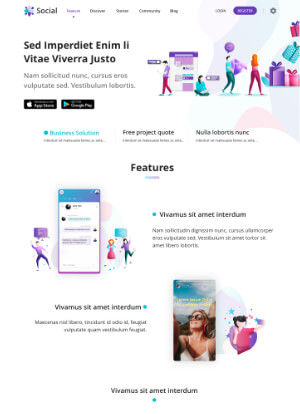 Social
Feature Discover Stories Community Blog LOGIN REGISTER
Sed Imperdiet Enim li
Vitae Viverra Justo
Nam sollicitudin nunc, cursus eros
vulputate sed. Vestibulum lobortis.
App Store Google Play
Business Solution Free project quote Nulla lobortis nunc
Features
Vivamus sit amet interdum
Nam sollicitudin dignissim nunc, cursus ullamcorper
eros vulputate sed. Vestibulum sit amet tortor sit
amet libero lobortis.
Vivamus sit amet interdum
Maecenas nisl libero, tincidunt id odio id, feugiat
vulputate quam vestibulum feugiat.
Vivamus sit amet interdum